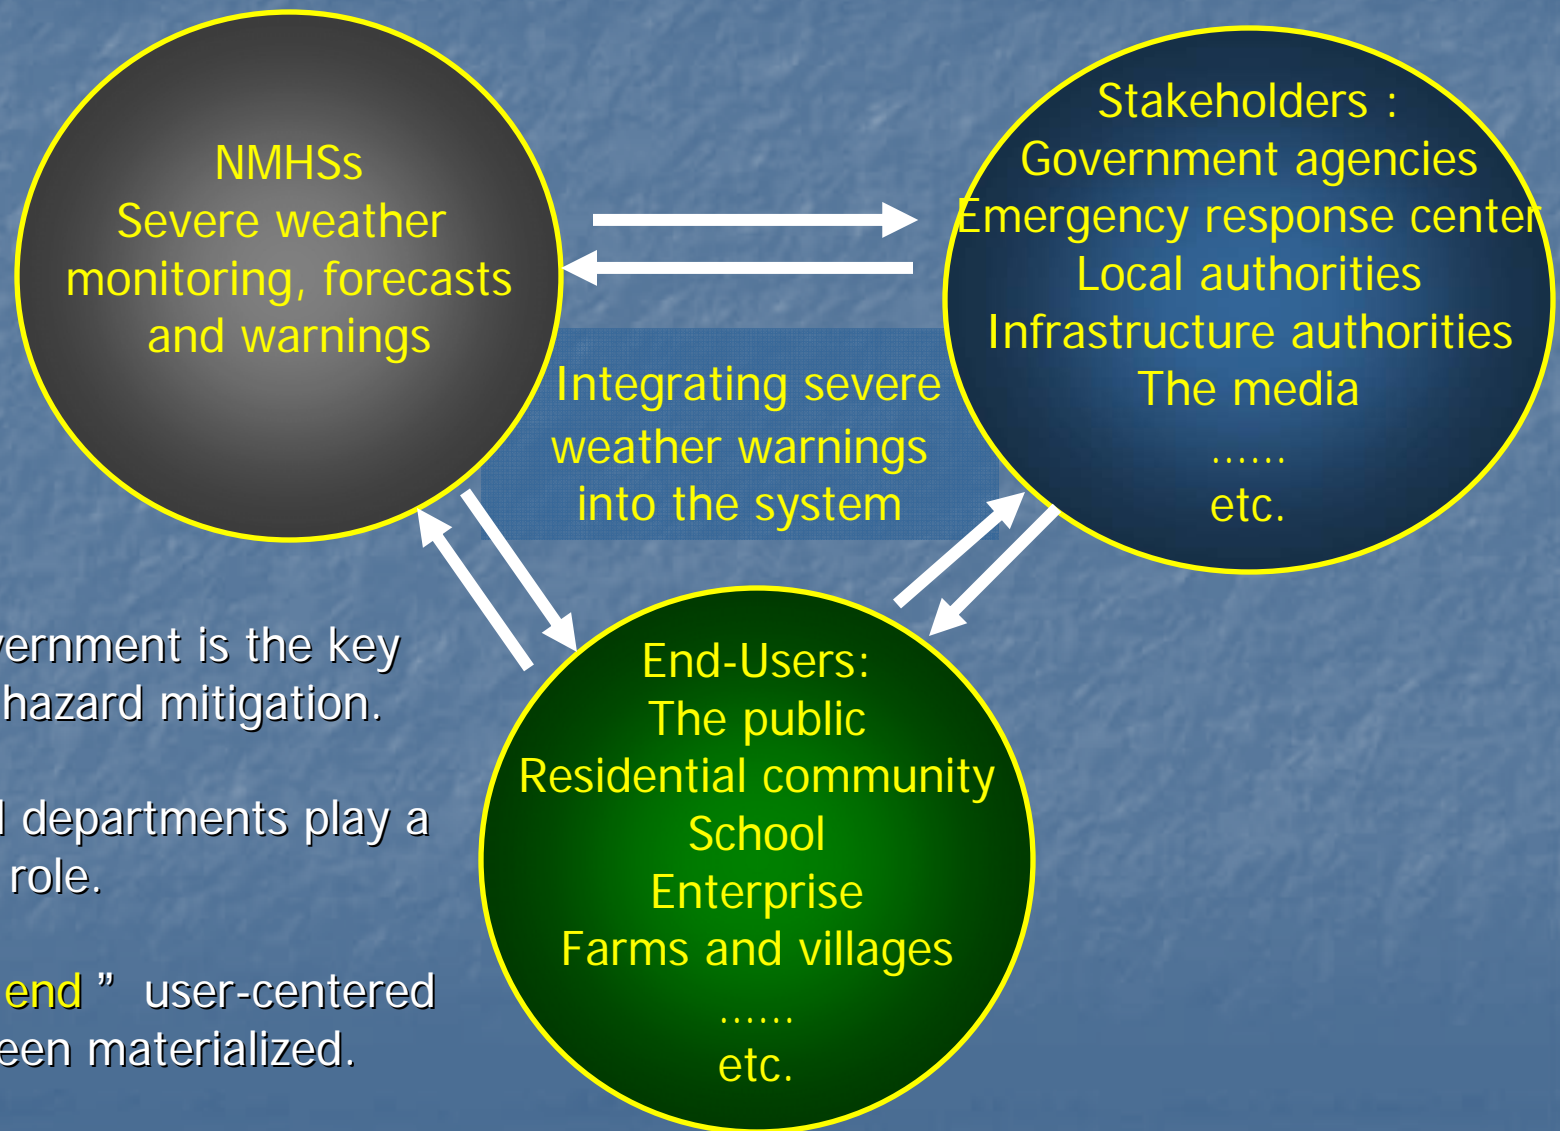 NMHSs
Severe weather
monitoring, forecasts
and warnings
Stakeholders :
Government agencies
Emergency response center
Local authorities
Infrastructure authorities
The media
......
etc.
Integrating severe
weather warnings
into the system
End-Users:
The public
Residential community
School
Enterprise
Farms and villages
......
etc.
vernment is the key
hazard mitigation.
departments play a
role.
end ” user-centered
een materialized.